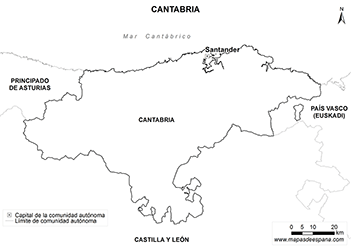 CANTABRIA
N
Mar Cantábrico
Santander
PRINCIPADO
DE ASTURIAS
PAÍS VASCO
(EUSKADI)
CANTABRIA
Capital de la comunidad autónoma
Límite de comunidad autónoma
CASTILLA Y LEÓN
0 5 10 20
km
www.mapasdeespana.com